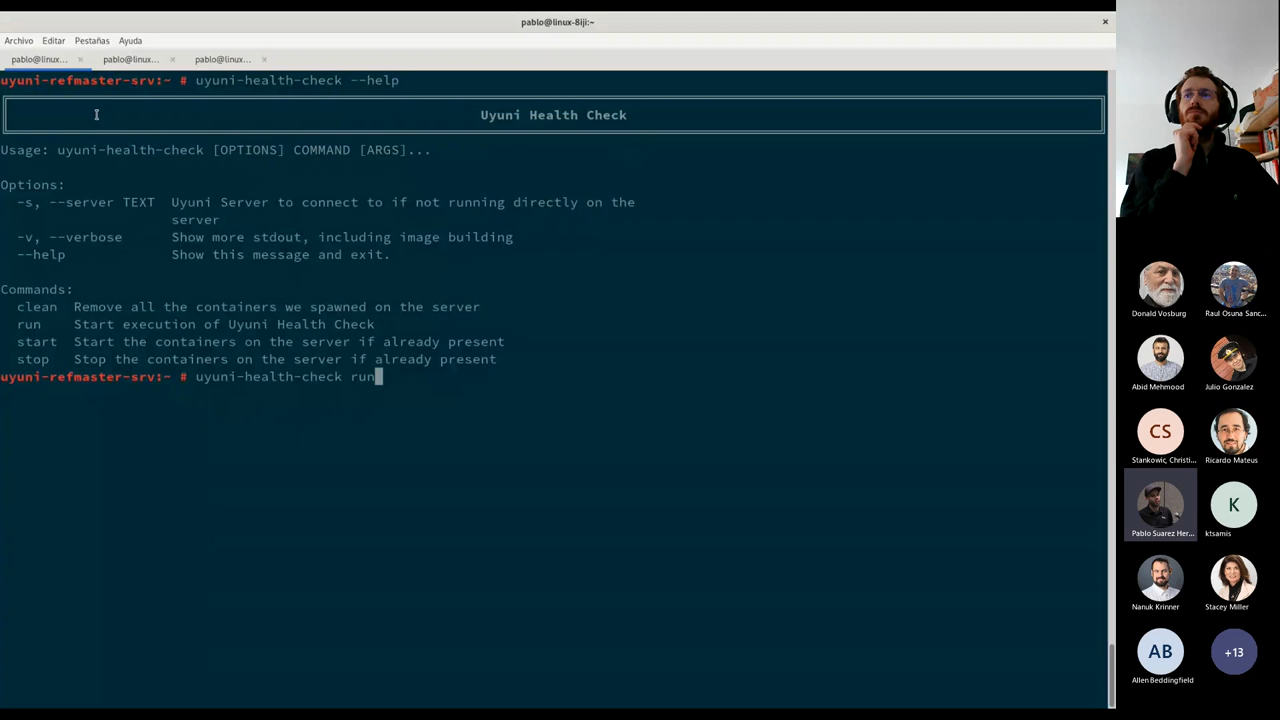 pablo@linux-8iji:~
Archivo Editar Pestañas Ayuda
pablo@linux... pablo@linux... pablo@linux...
uyuni-refmaster-srv:~ # uyuni-health-check --help
Uyuni Health Check
Usage: uyuni-health-check [OPTIONS] COMMAND [ARGS]...
Options:
-s, --server TEXT Uyuni Server to connect to if not running directly on the
server
-v, --verbose Show more stdout, including image building
--help Show this message and exit.
Commands:
clean Remove all the containers we spawned on the server
run Start execution of Uyuni Health Check
start Start the containers on the server if already present
stop Stop the containers on the server if already present
uyuni-refmaster-srv:~ # uyuni-health-check run
Donald Vosburg Raul Osuna Sanc...
Abid Mehmood Julio Gonzalez
CS
Stankowic, Christi... Ricardo Mateus
K
Pablo Suarez Her... ktsamis
Nanuk Krinner Stacey Miller
AB +13
Allen Beddingfield